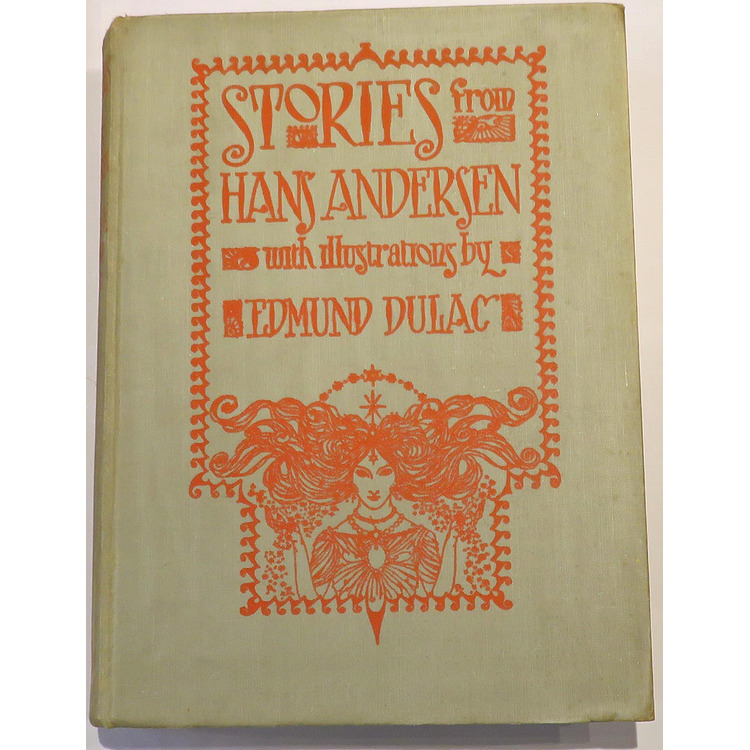 STORIES from
HANS ANDERSEN
with illustrations by
EDMUND DULAC